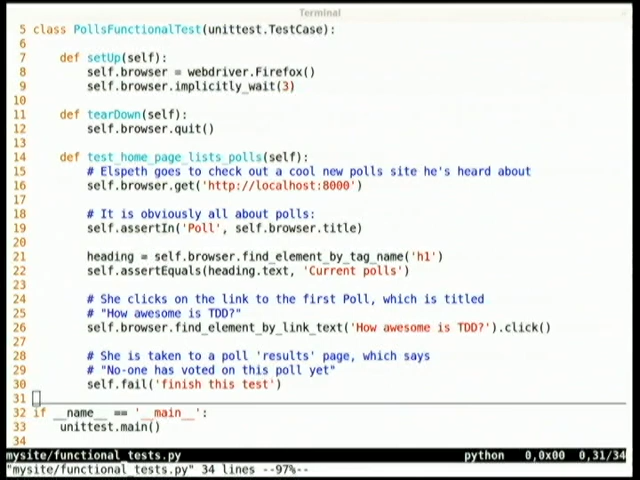 Terminal
5 class PollsFunctionalTest(unittest.TestCase):
6
7     def setUp(self):
8         self.browser = webdriver.Firefox()
9         self.browser.implicitly_wait(3)
10
11     def tearDown(self):
12         self.browser.quit()
13
14     def test_home_page_lists_polls(self):
15         # Elspeth goes to check out a cool new polls site he's heard about
16         self.browser.get('http://localhost:8000')
17
18         # It is obviously all about polls:
19         self.assertIn('Poll', self.browser.title)
20
21         heading = self.browser.find_element_by_tag_name('h1')
22         self.assertEquals(heading.text, 'Current polls')
23
24         # She clicks on the link to the first Poll, which is titled
25         # "How awesome is TDD?"
26         self.browser.find_element_by_link_text('How awesome is TDD?').click()
27
28         # She is taken to a poll 'results' page, which says
29         # "No-one has voted on this poll yet"
30         self.fail('finish this test')
31
32 if __name__ == '__main__':
33     unittest.main()
34
mysite/functional_tests.py python 0,0x00 0,31/34
"mysite/functional_tests.py" 34 lines --97%--